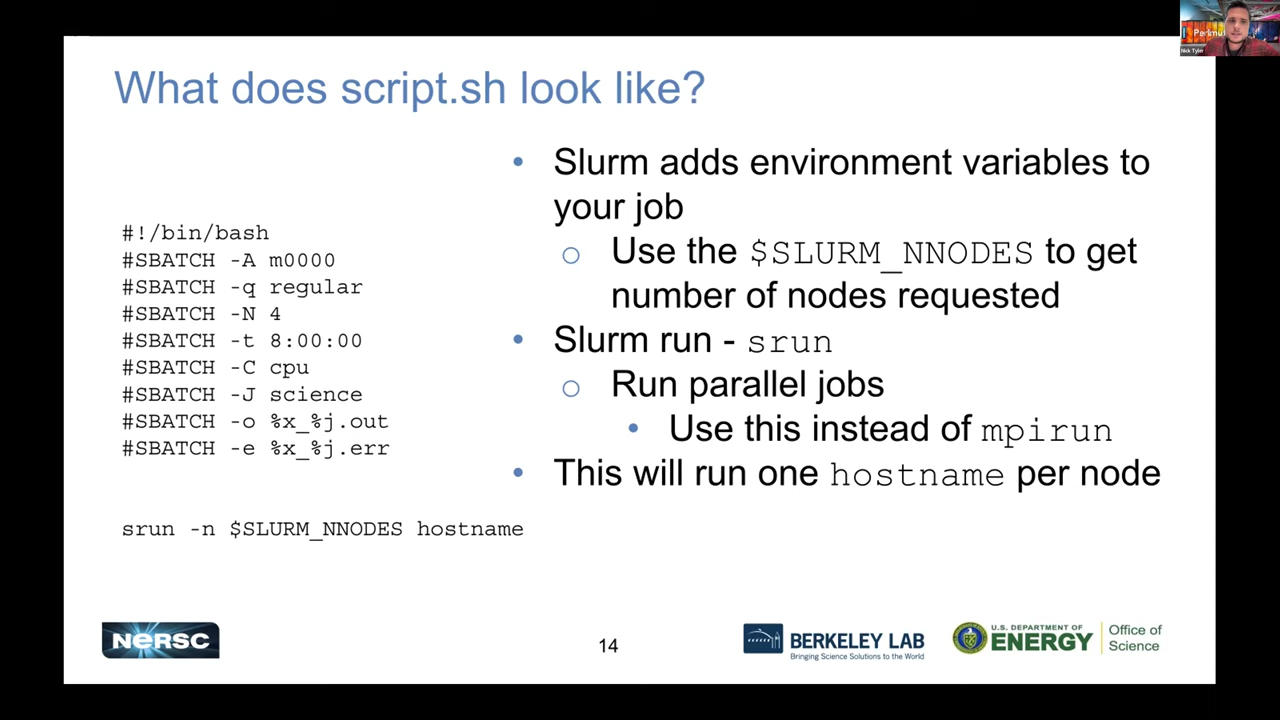 What does script.sh look like?
#!/bin/bash
#SBATCH -A m0000
#SBATCH -q regular
#SBATCH -N 4
#SBATCH -t 8:00:00
#SBATCH -C cpu
#SBATCH -J science
#SBATCH -o %x_%j.out
#SBATCH -e %x_%j.err
srun -n $SLURM_NNODES hostname
• Slurm adds environment variables to
your job
○ Use the $SLURM_NNODES to get
number of nodes requested
• Slurm run - srun
○ Run parallel jobs
• Use this instead of mpirun
• This will run one hostname per node
NERSC
14
BERKELEY LAB
Bringing Science Solutions to the World
U.S. DEPARTMENT OF
ENERGY
Office of
Science
Nick Tyler